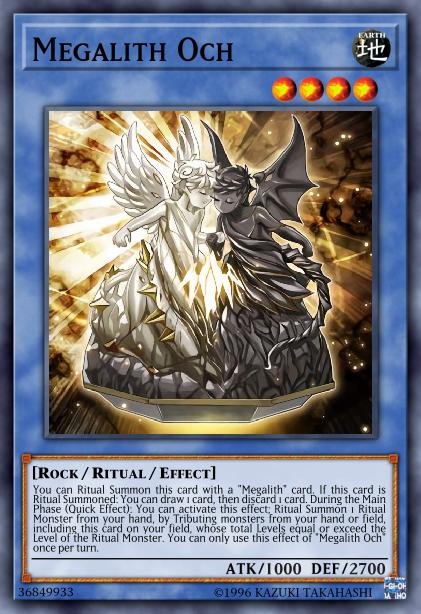 Megalith Och
EARTH
地
[Rock / Ritual / Effect]
You can Ritual Summon this card with a "Megalith" card. If this card is
Ritual Summoned: You can draw 1 card, then discard 1 card. During the Main
Phase (Quick Effect): You can activate this effect; Ritual Summon 1 Ritual
Monster from your hand, by Tributing monsters from your hand or field,
including this card on your field, whose total Levels equal or exceed the
Level of the Ritual Monster. You can only use this effect of "Megalith Och"
once per turn.
ATK/1000 DEF/2700
36849933
©1996 KAZUKI TAKAHASHI